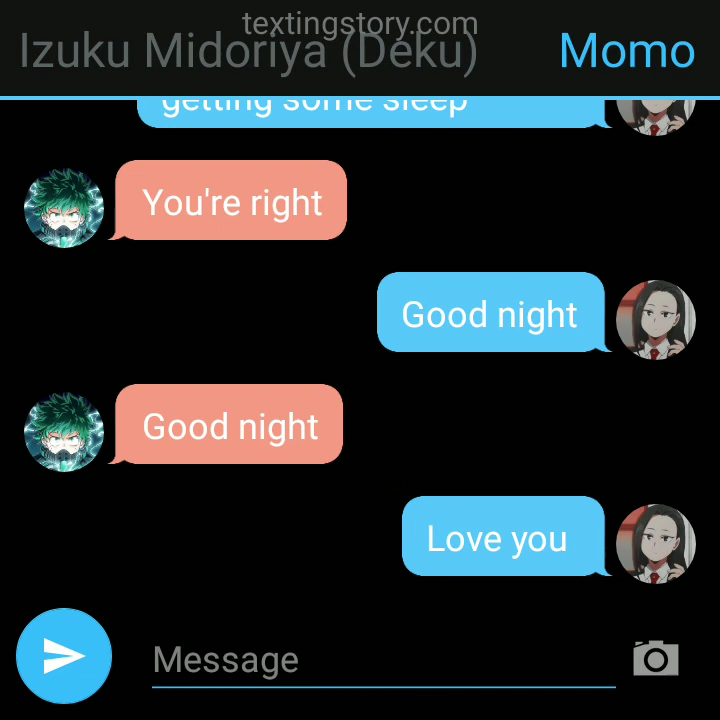 textingstory.com
Izuku Midoriya (Deku) Momo
getting some sleep
You're right
Good night
Good night
Love you
Message